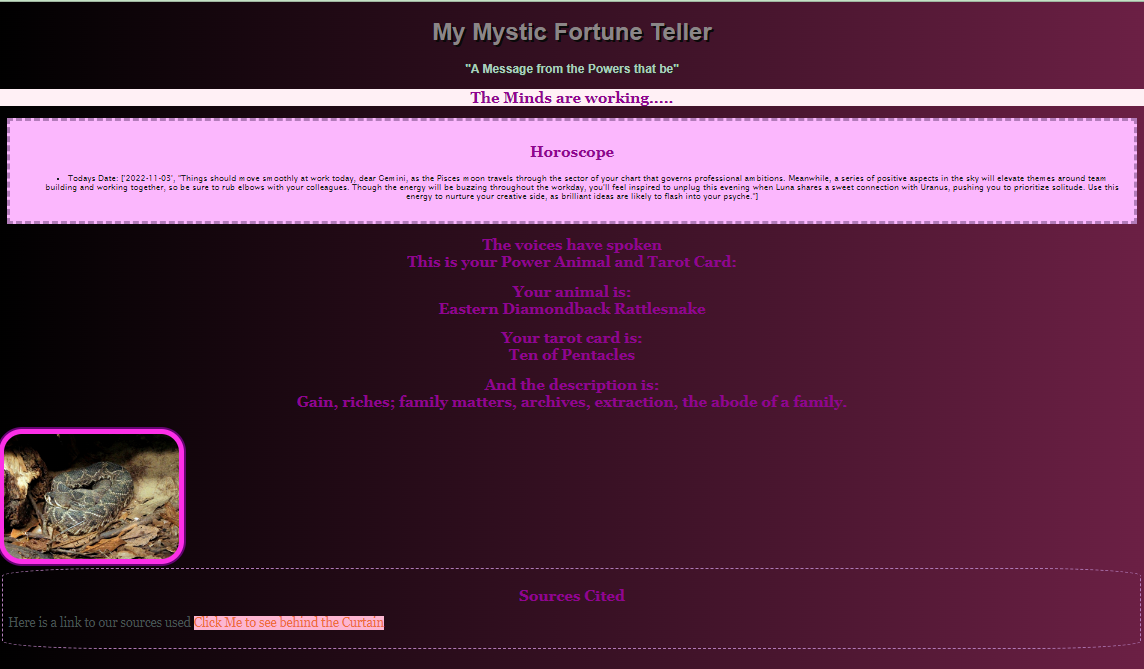 My Mystic Fortune Teller
"A Message from the Powers that be"
The Minds are working.....
Horoscope
• Todays Date: ['2022-11-03', "Things should move smoothly at work today, dear Gemini, as the Pisces moon travels through the sector of your chart that governs professional ambitions. Meanwhile, a series of positive aspects in the sky will elevate themes around team
building and working together, so be sure to rub elbows with your colleagues. Though the energy will be buzzing throughout the workday, you'll feel inspired to unplug this evening when Luna shares a sweet connection with Uranus, pushing you to prioritize solitude. Use this
energy to nurture your creative side, as brilliant ideas are likely to flash into your psyche."]
The voices have spoken
This is your Power Animal and Tarot Card:
Your animal is:
Eastern Diamondback Rattlesnake
Your tarot card is:
Ten of Pentacles
And the description is:
Gain, riches; family matters, archives, extraction, the abode of a family.
Sources Cited
Here is a link to our sources used Click Me to see behind the Curtain